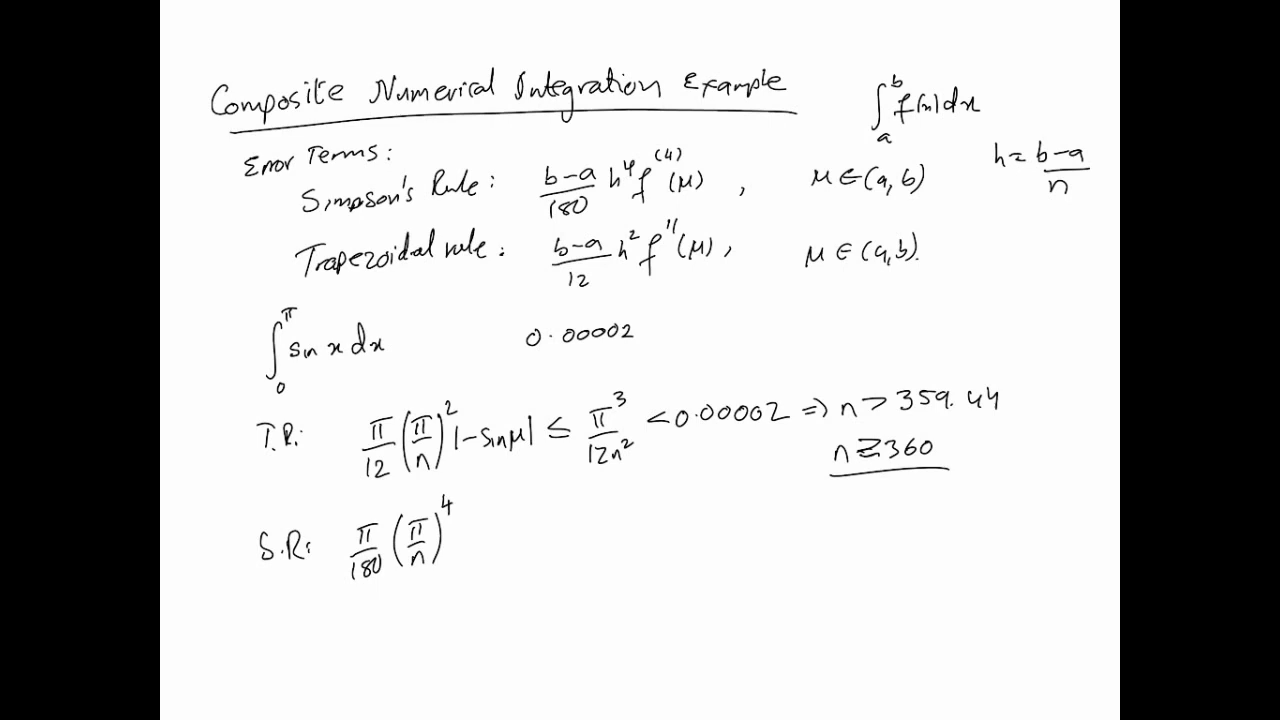 Composite Numerical Integration Example
∫_a^b f(x)dx
Error Terms:
h = (b-a)/n
Simpson's Rule: (b-a)/180 h^4 f^(4)(μ), μ∈(a,b)
Trapezoidal rule: (b-a)/12 h^2 f''(μ), μ∈(a,b).
∫_0^π sin x dx 0.00002
T.R: π/12 (π/n)^2 |-sinμ| ≤ π^3/12n^2 <0.00002 ⇒ n > 359.44
n ≥ 360
S.R: π/180 (π/n)^4